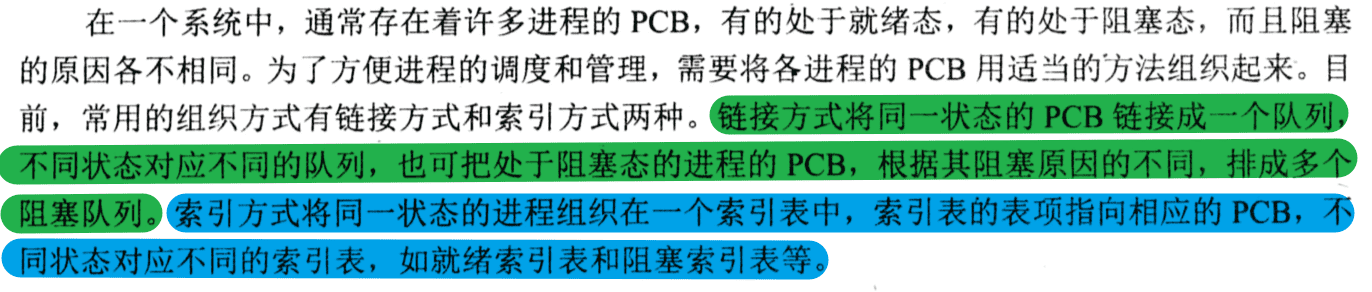 在一个系统中，通常存在着许多进程的 PCB，有的处于就绪态，有的处于阻塞态，而且阻塞
的原因各不相同。为了方便进程的调度和管理，需要将各进程的 PCB 用适当的方法组织起来。目
前，常用的组织方式有链接方式和索引方式两种。链接方式将同一状态的 PCB 链接成一个队列，
不同状态对应不同的队列，也可把处于阻塞态的进程的 PCB，根据其阻塞原因的不同，排成多个
阻塞队列。索引方式将同一状态的进程组织在一个索引表中，索引表的表项指向相应的 PCB，不
同状态对应不同的索引表，如就绪索引表和阻塞索引表等。